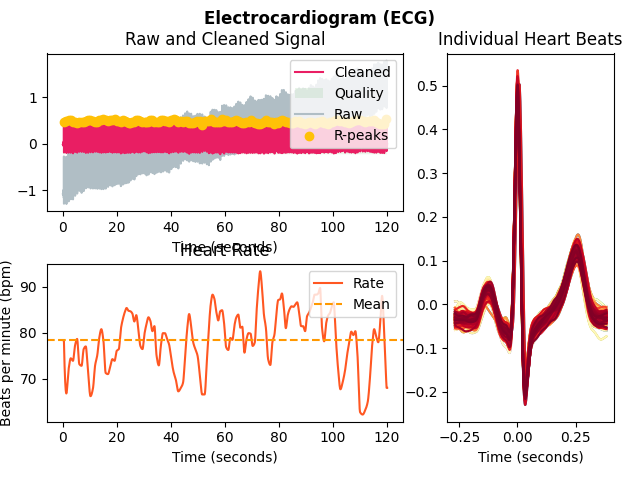 Electrocardiogram (ECG)
Raw and Cleaned Signal
Cleaned
Quality
Raw
R-peaks
1
0
−1
0 20 40 60 80 100 120
Time (seconds)
Heart Rate
Rate
Mean
90
80
70
Beats per minute (bpm)
0 20 40 60 80 100 120
Time (seconds)
Individual Heart Beats
0.5
0.4
0.3
0.2
0.1
0.0
−0.1
−0.2
−0.25 0.00 0.25
Time (seconds)